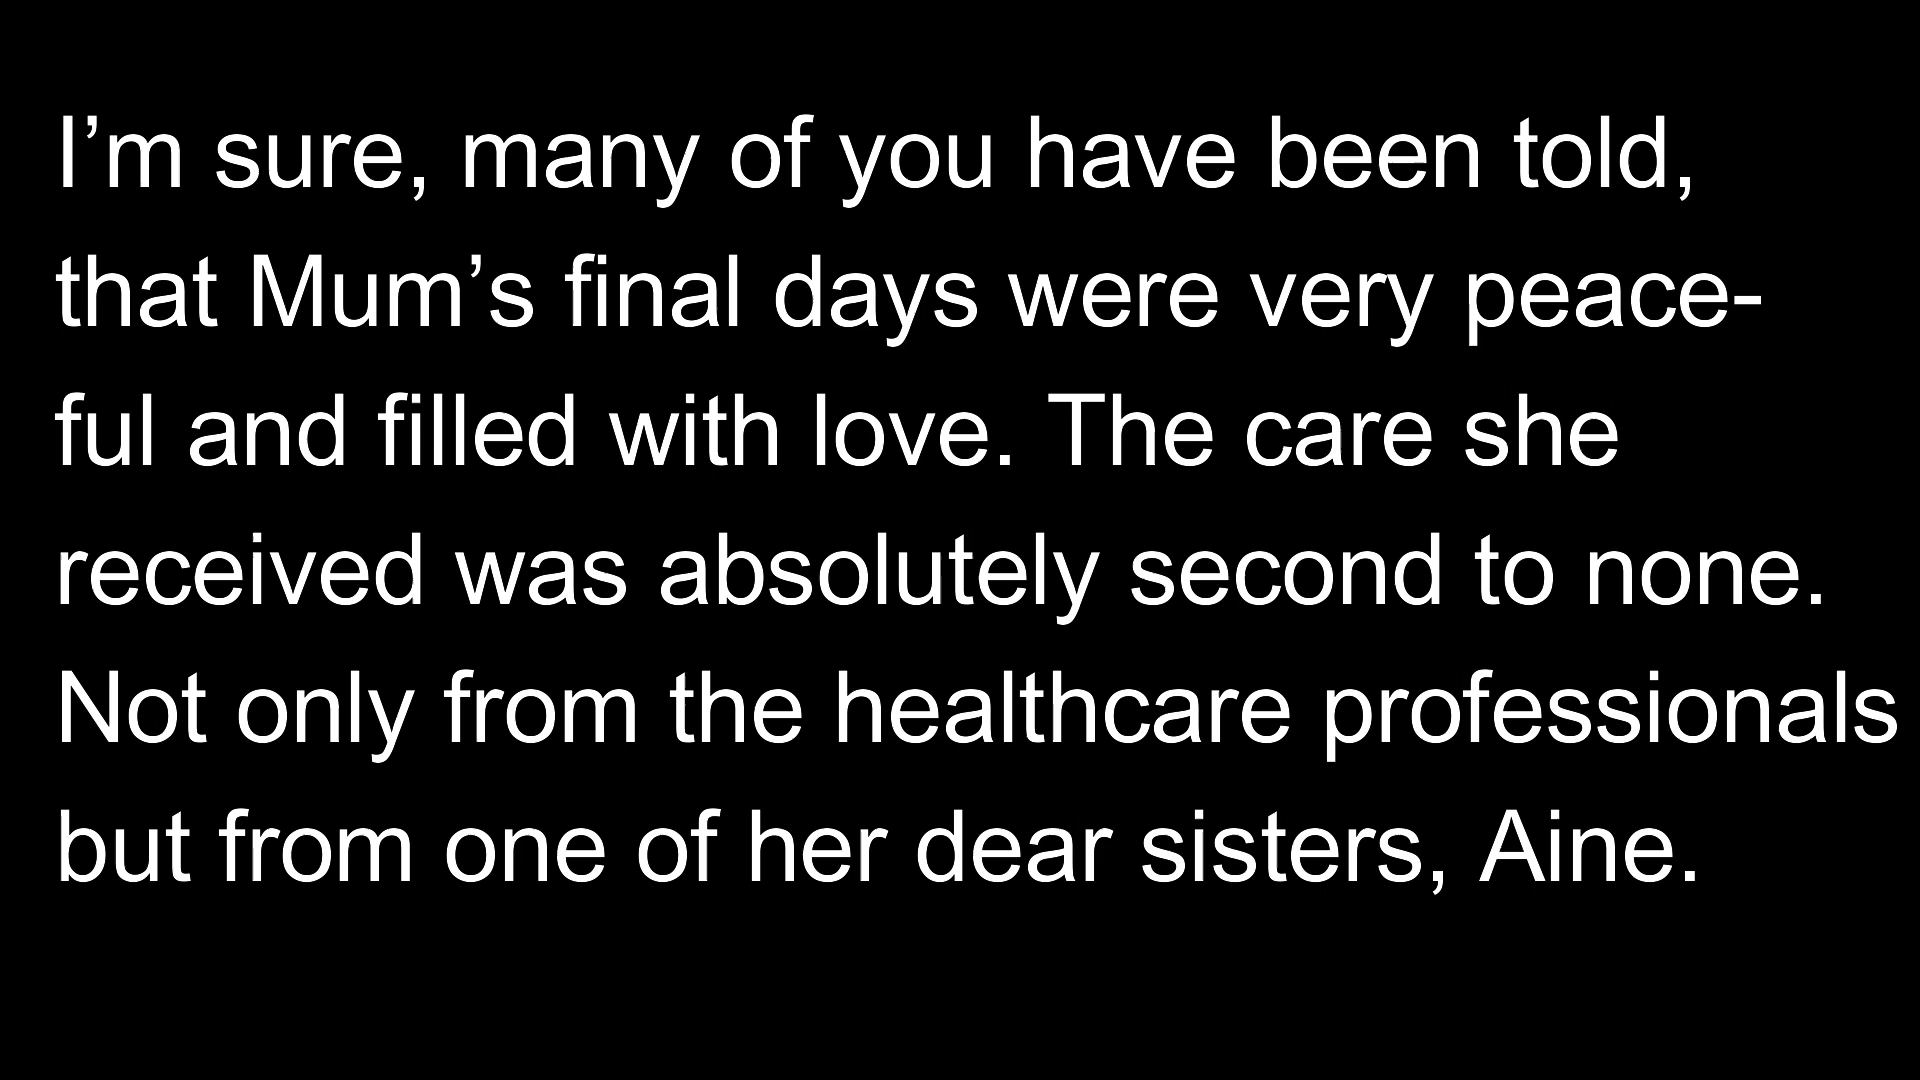 I’m sure, many of you have been told,
that Mum’s final days were very peace-
ful and filled with love. The care she
received was absolutely second to none.
Not only from the healthcare professionals
but from one of her dear sisters, Aine.